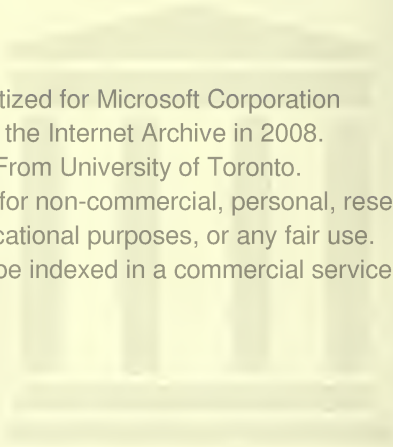 tized for Microsoft Corporation
the Internet Archive in 2008.
From University of Toronto.
for non-commercial, personal, rese
cational purposes, or any fair use.
be indexed in a commercial service